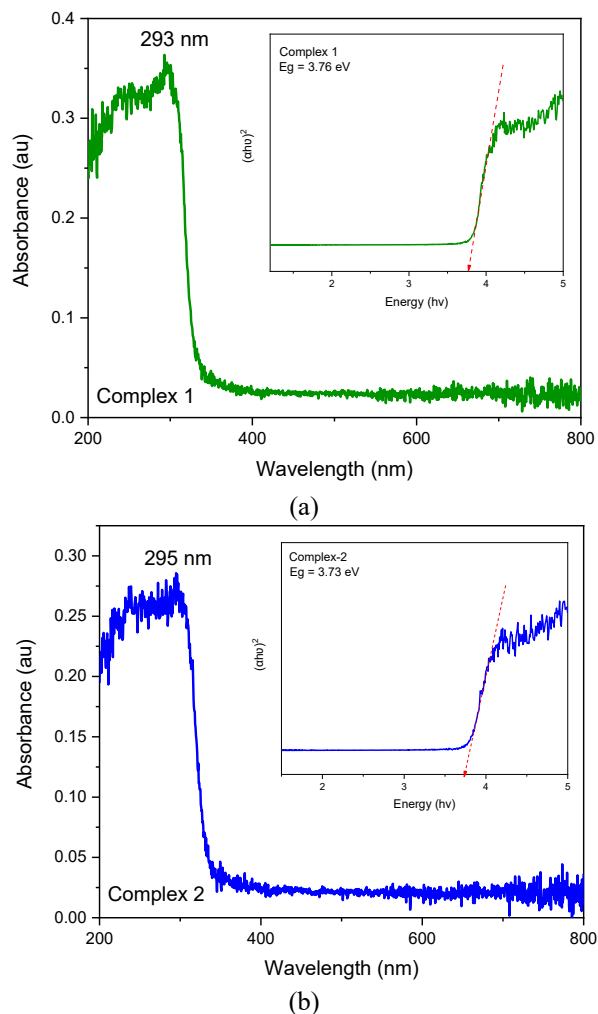 293 nm
Complex 1
Eg = 3.76 eV
(αhυ)²
2 3 4 5
Energy (hv)
Absorbance (au)
0.4
0.3
0.2
0.1
0.0
Complex 1
200 400 600 800
Wavelength (nm)
(a)
295 nm
Complex-2
Eg = 3.73 eV
(αhυ)²
2 3 4 5
Energy (hv)
Absorbance (au)
0.30
0.25
0.20
0.15
0.10
0.05
0.00
Complex 2
200 400 600 800
Wavelength (nm)
(b)